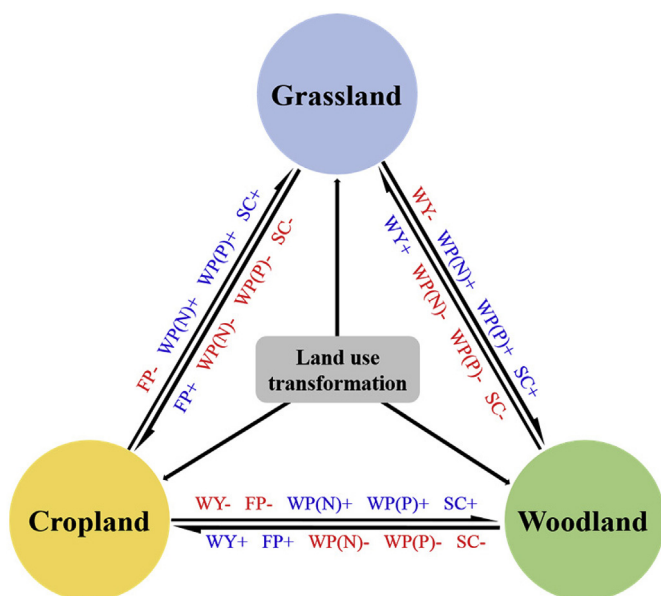 Grassland
FP- WP(N)+ WP(P)+ SC+
FP+ WP(N)- WP(P)- SC-
WY- WP(N)+ WP(P)+ SC+
WY+ WP(N)- WP(P)- SC-
Land use
transformation
Cropland
WY- FP- WP(N)+ WP(P)+ SC+
WY+ FP+ WP(N)- WP(P)- SC-
Woodland